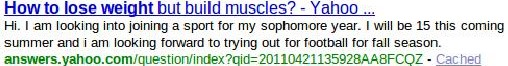 How to lose weight but build muscles? - Yahoo ...
Hi. I am looking into joining a sport for my sophomore year. I will be 15 this coming
summer and i am looking forward to trying out for football for fall season.
answers.yahoo.com/question/index?qid=20110421135928AA8FCQZ - Cached